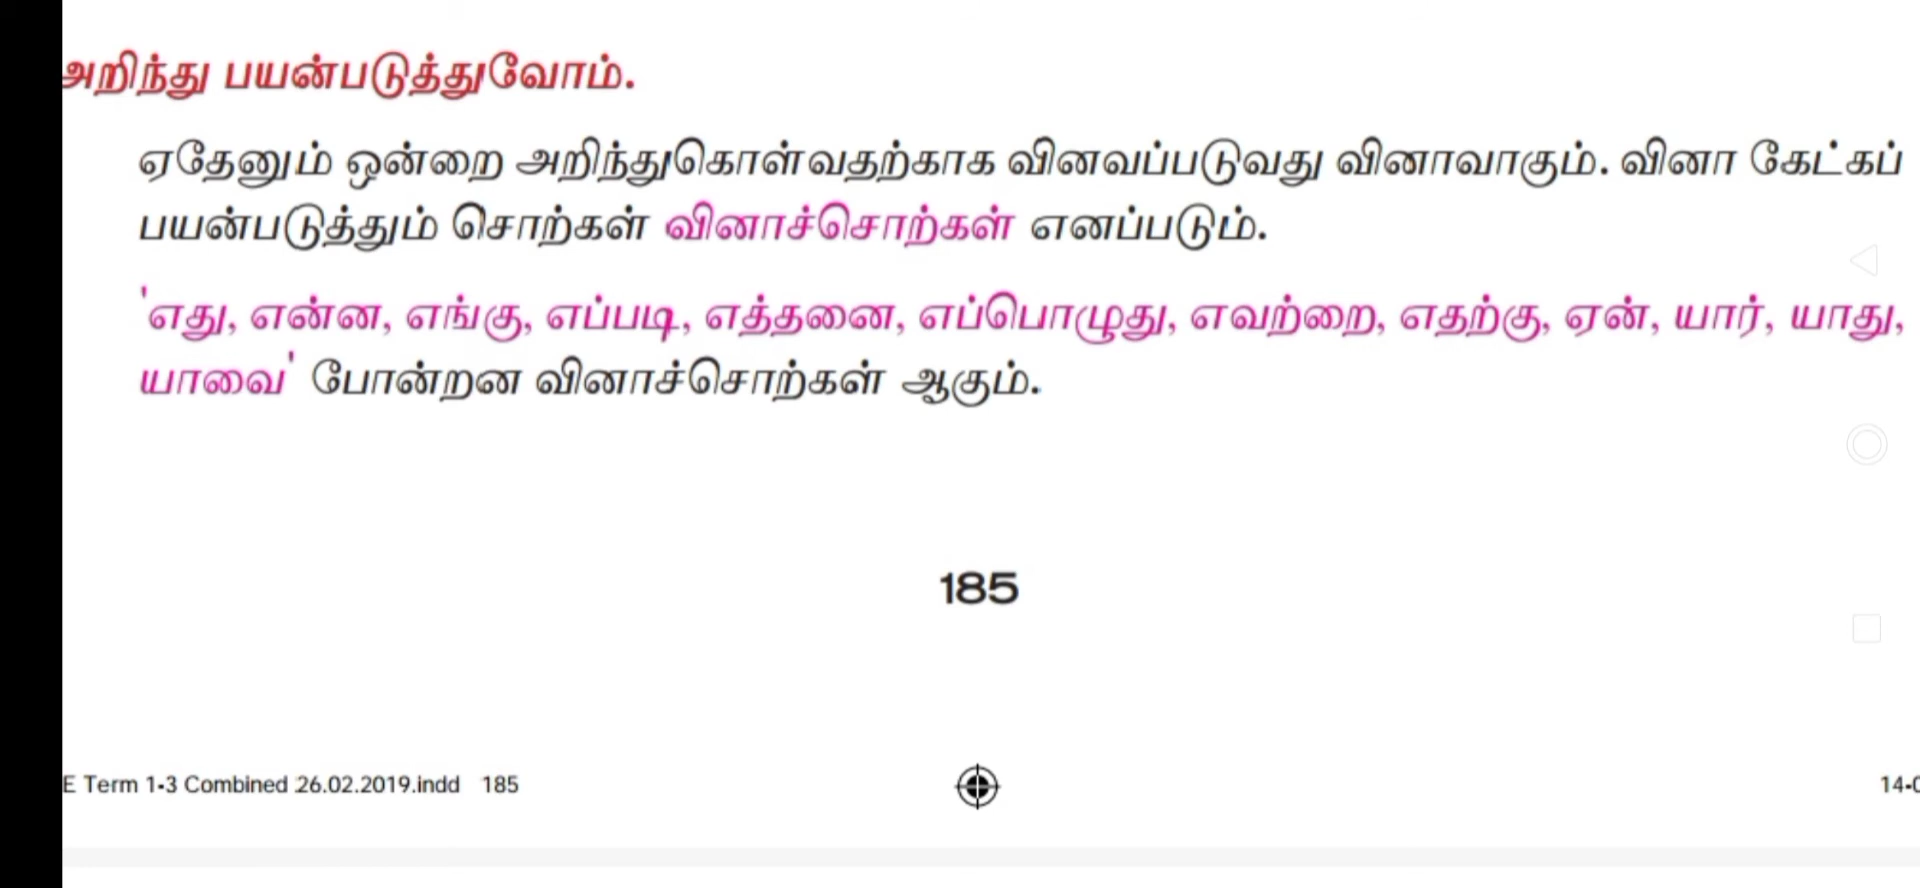 அறிந்து பயன்படுத்துவோம்.
ஏதேனும் ஒன்றை அறிந்துகொள்வதற்காக வினவப்படுவது வினாவாகும். வினா கேட்கப்
பயன்படுத்தும் சொற்கள் வினாச்சொற்கள் எனப்படும்.
'எது, என்ன, எங்கு, எப்படி, எத்தனை, எப்பொழுது, எவற்றை, எதற்கு, ஏன், யார், யாது,
யாவை' போன்றன வினாச்சொற்கள் ஆகும்.
185
E Term 1-3 Combined 26.02.2019.indd 185